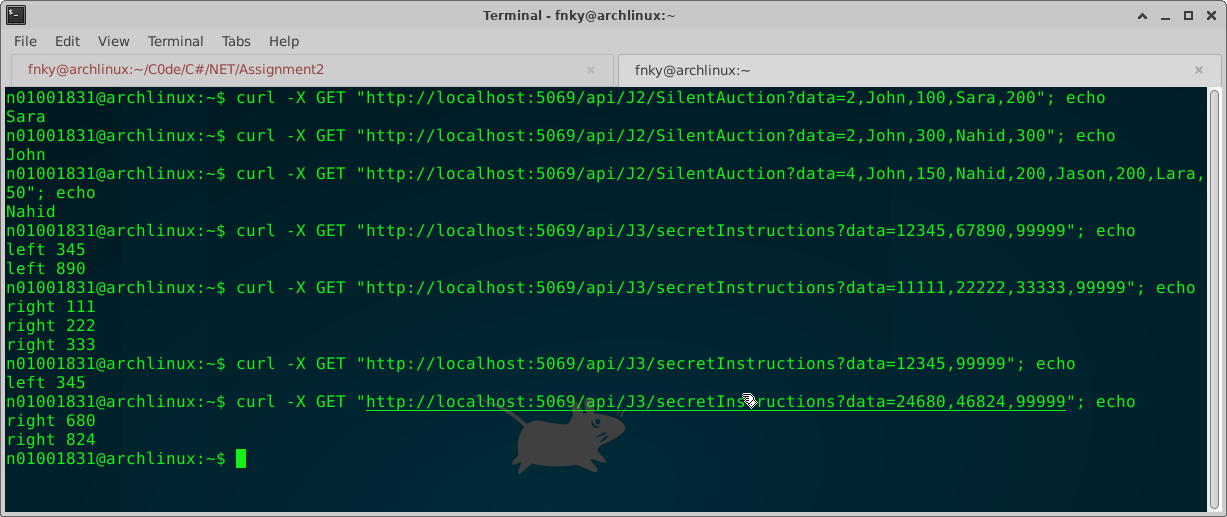 Terminal - fnky@archlinux:~
File Edit View Terminal Tabs Help
fnky@archlinux:~/C0de/C#/NET/Assignment2
fnky@archlinux:~
n01001831@archlinux:~$ curl -X GET "http://localhost:5069/api/J2/SilentAuction?data=2,John,100,Sara,200"; echo
Sara
n01001831@archlinux:~$ curl -X GET "http://localhost:5069/api/J2/SilentAuction?data=2,John,300,Nahid,300"; echo
John
n01001831@archlinux:~$ curl -X GET "http://localhost:5069/api/J2/SilentAuction?data=4,John,150,Nahid,200,Jason,200,Lara,
50"; echo
Nahid
n01001831@archlinux:~$ curl -X GET "http://localhost:5069/api/J3/secretInstructions?data=12345,67890,99999"; echo
left 345
left 890
n01001831@archlinux:~$ curl -X GET "http://localhost:5069/api/J3/secretInstructions?data=11111,22222,33333,99999"; echo
right 111
right 222
right 333
n01001831@archlinux:~$ curl -X GET "http://localhost:5069/api/J3/secretInstructions?data=12345,99999"; echo
left 345
n01001831@archlinux:~$ curl -X GET "http://localhost:5069/api/J3/secretInstructions?data=24680,46824,99999"; echo
right 680
right 824
n01001831@archlinux:~$